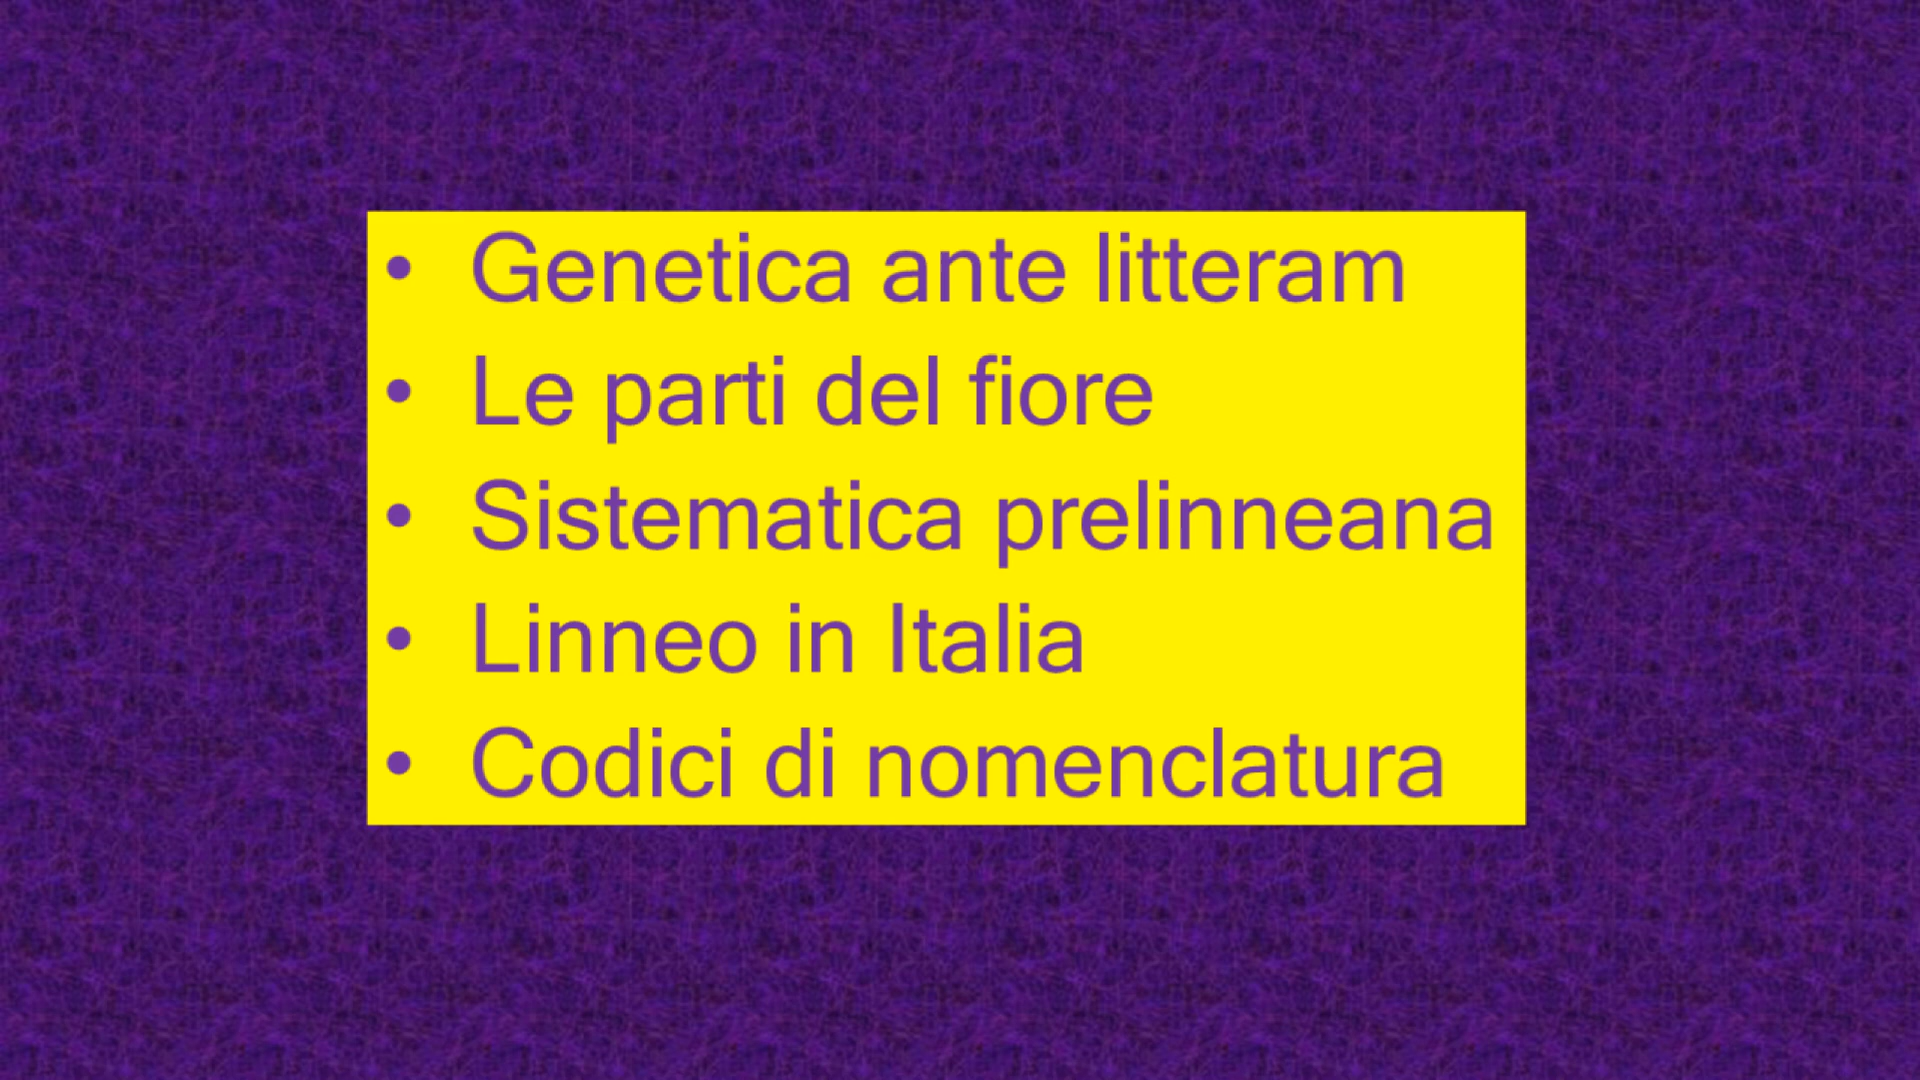 • Genetica ante litteram
• Le parti del fiore
• Sistematica prelinneana
• Linneo in Italia
• Codici di nomenclatura